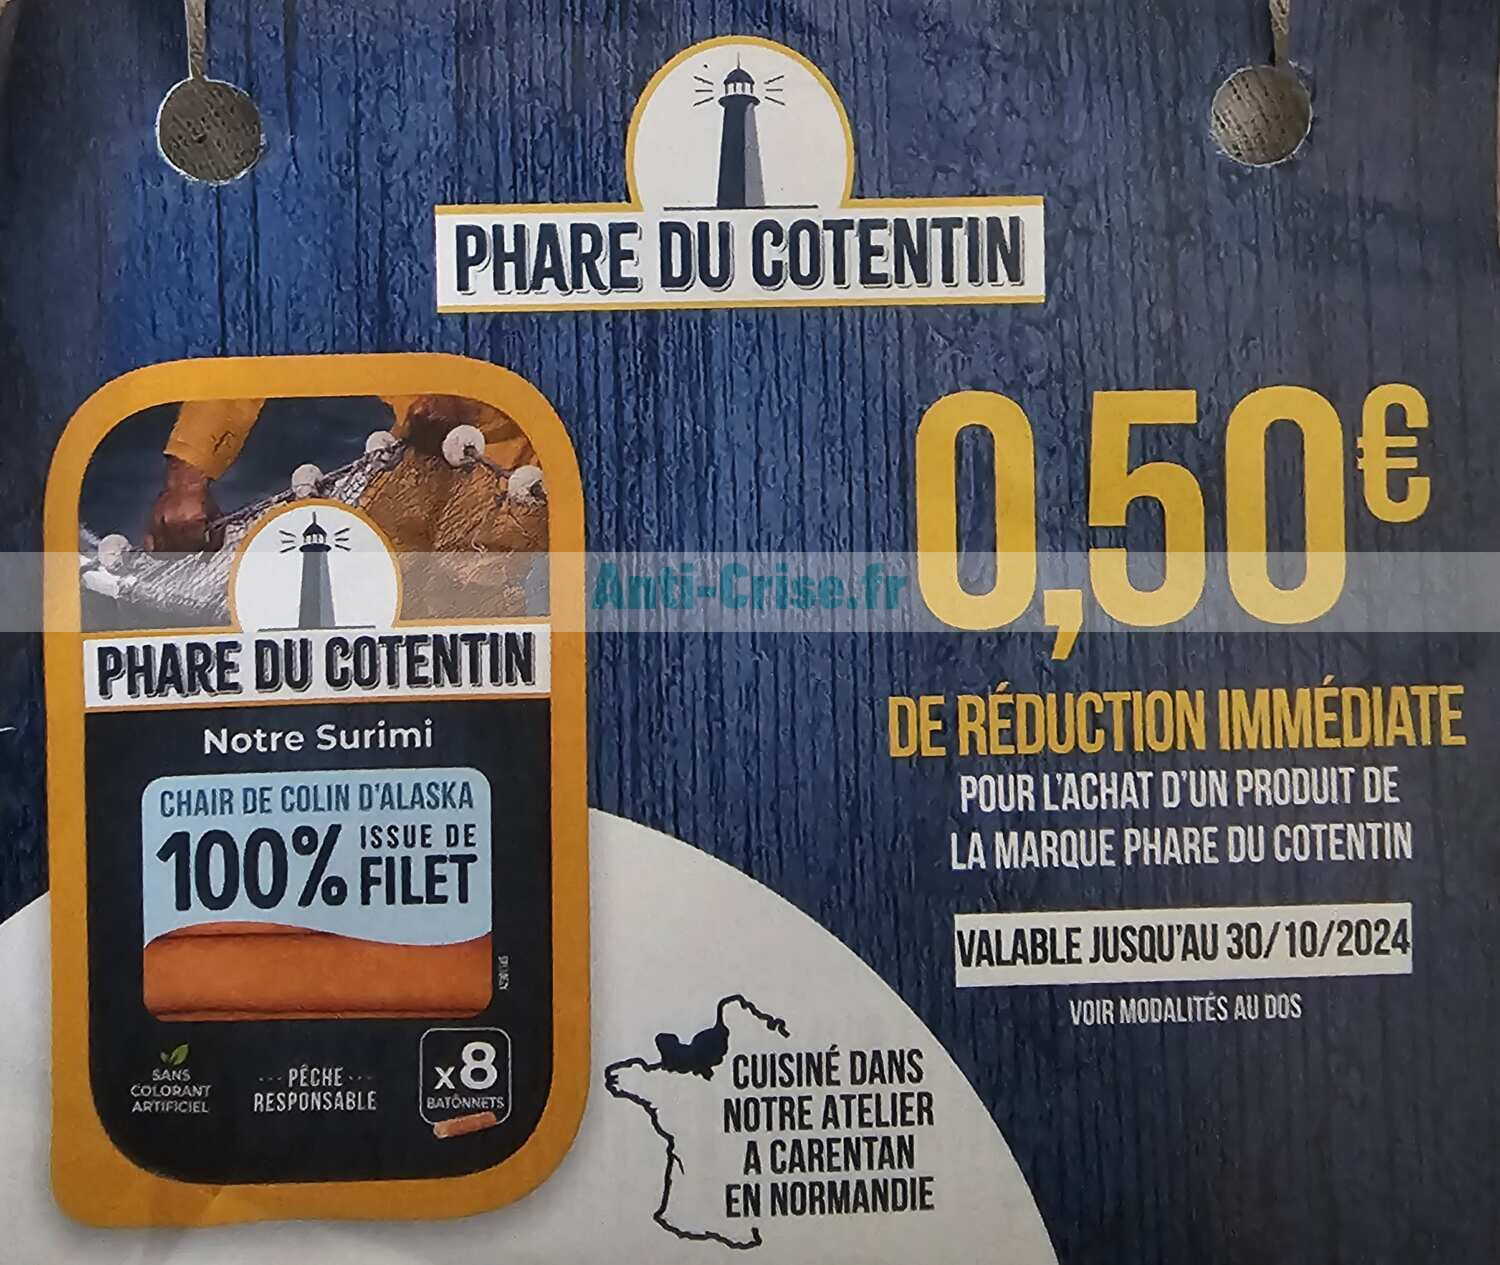 PHARE DU COTENTIN
0,50€
DE RÉDUCTION IMMÉDIATE
POUR L'ACHAT D'UN PRODUIT DE
LA MARQUE PHARE DU COTENTIN
VALABLE JUSQU'AU 30/10/2024
VOIR MODALITÉS AU DOS
Anti-Crise.fr
PHARE DU COTENTIN
Notre Surimi
CHAIR DE COLIN D'ALASKA
100% ISSUE DE
FILET
SANS
COLORANT
ARTIFICIEL
PÊCHE
RESPONSABLE
x8
BATÔNNETS
CUISINÉ DANS
NOTRE ATELIER
A CARENTAN
EN NORMANDIE